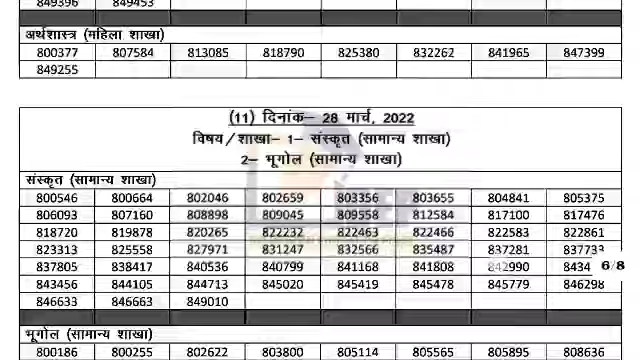 849396 849453
अर्थशास्त्र (महिला शाखा)
800377 807584 813085 818790 825380 832262 841965 847399
849255
(11) दिनांक– 28 मार्च, 2022
विषय/शाखा– 1– संस्कृत (सामान्य शाखा)
2– भूगोल (सामान्य शाखा)
संस्कृत (सामान्य शाखा)
800546 800664 802046 802659 803356 803655 804841 805375
806093 807160 808898 809045 809558 812584 817100 817476
818720 819878 820265 822232 822463 822466 822583 822861
823313 825558 827971 831247 832566 835487 837281 837733
837805 838417 840536 840799 841168 841808 842990 6/8
843456 844105 844713 845020 845419 845478 845779 846298
846633 846663 849010
भूगोल (सामान्य शाखा)
800186 800255 802622 803800 805114 805565 805895 808636